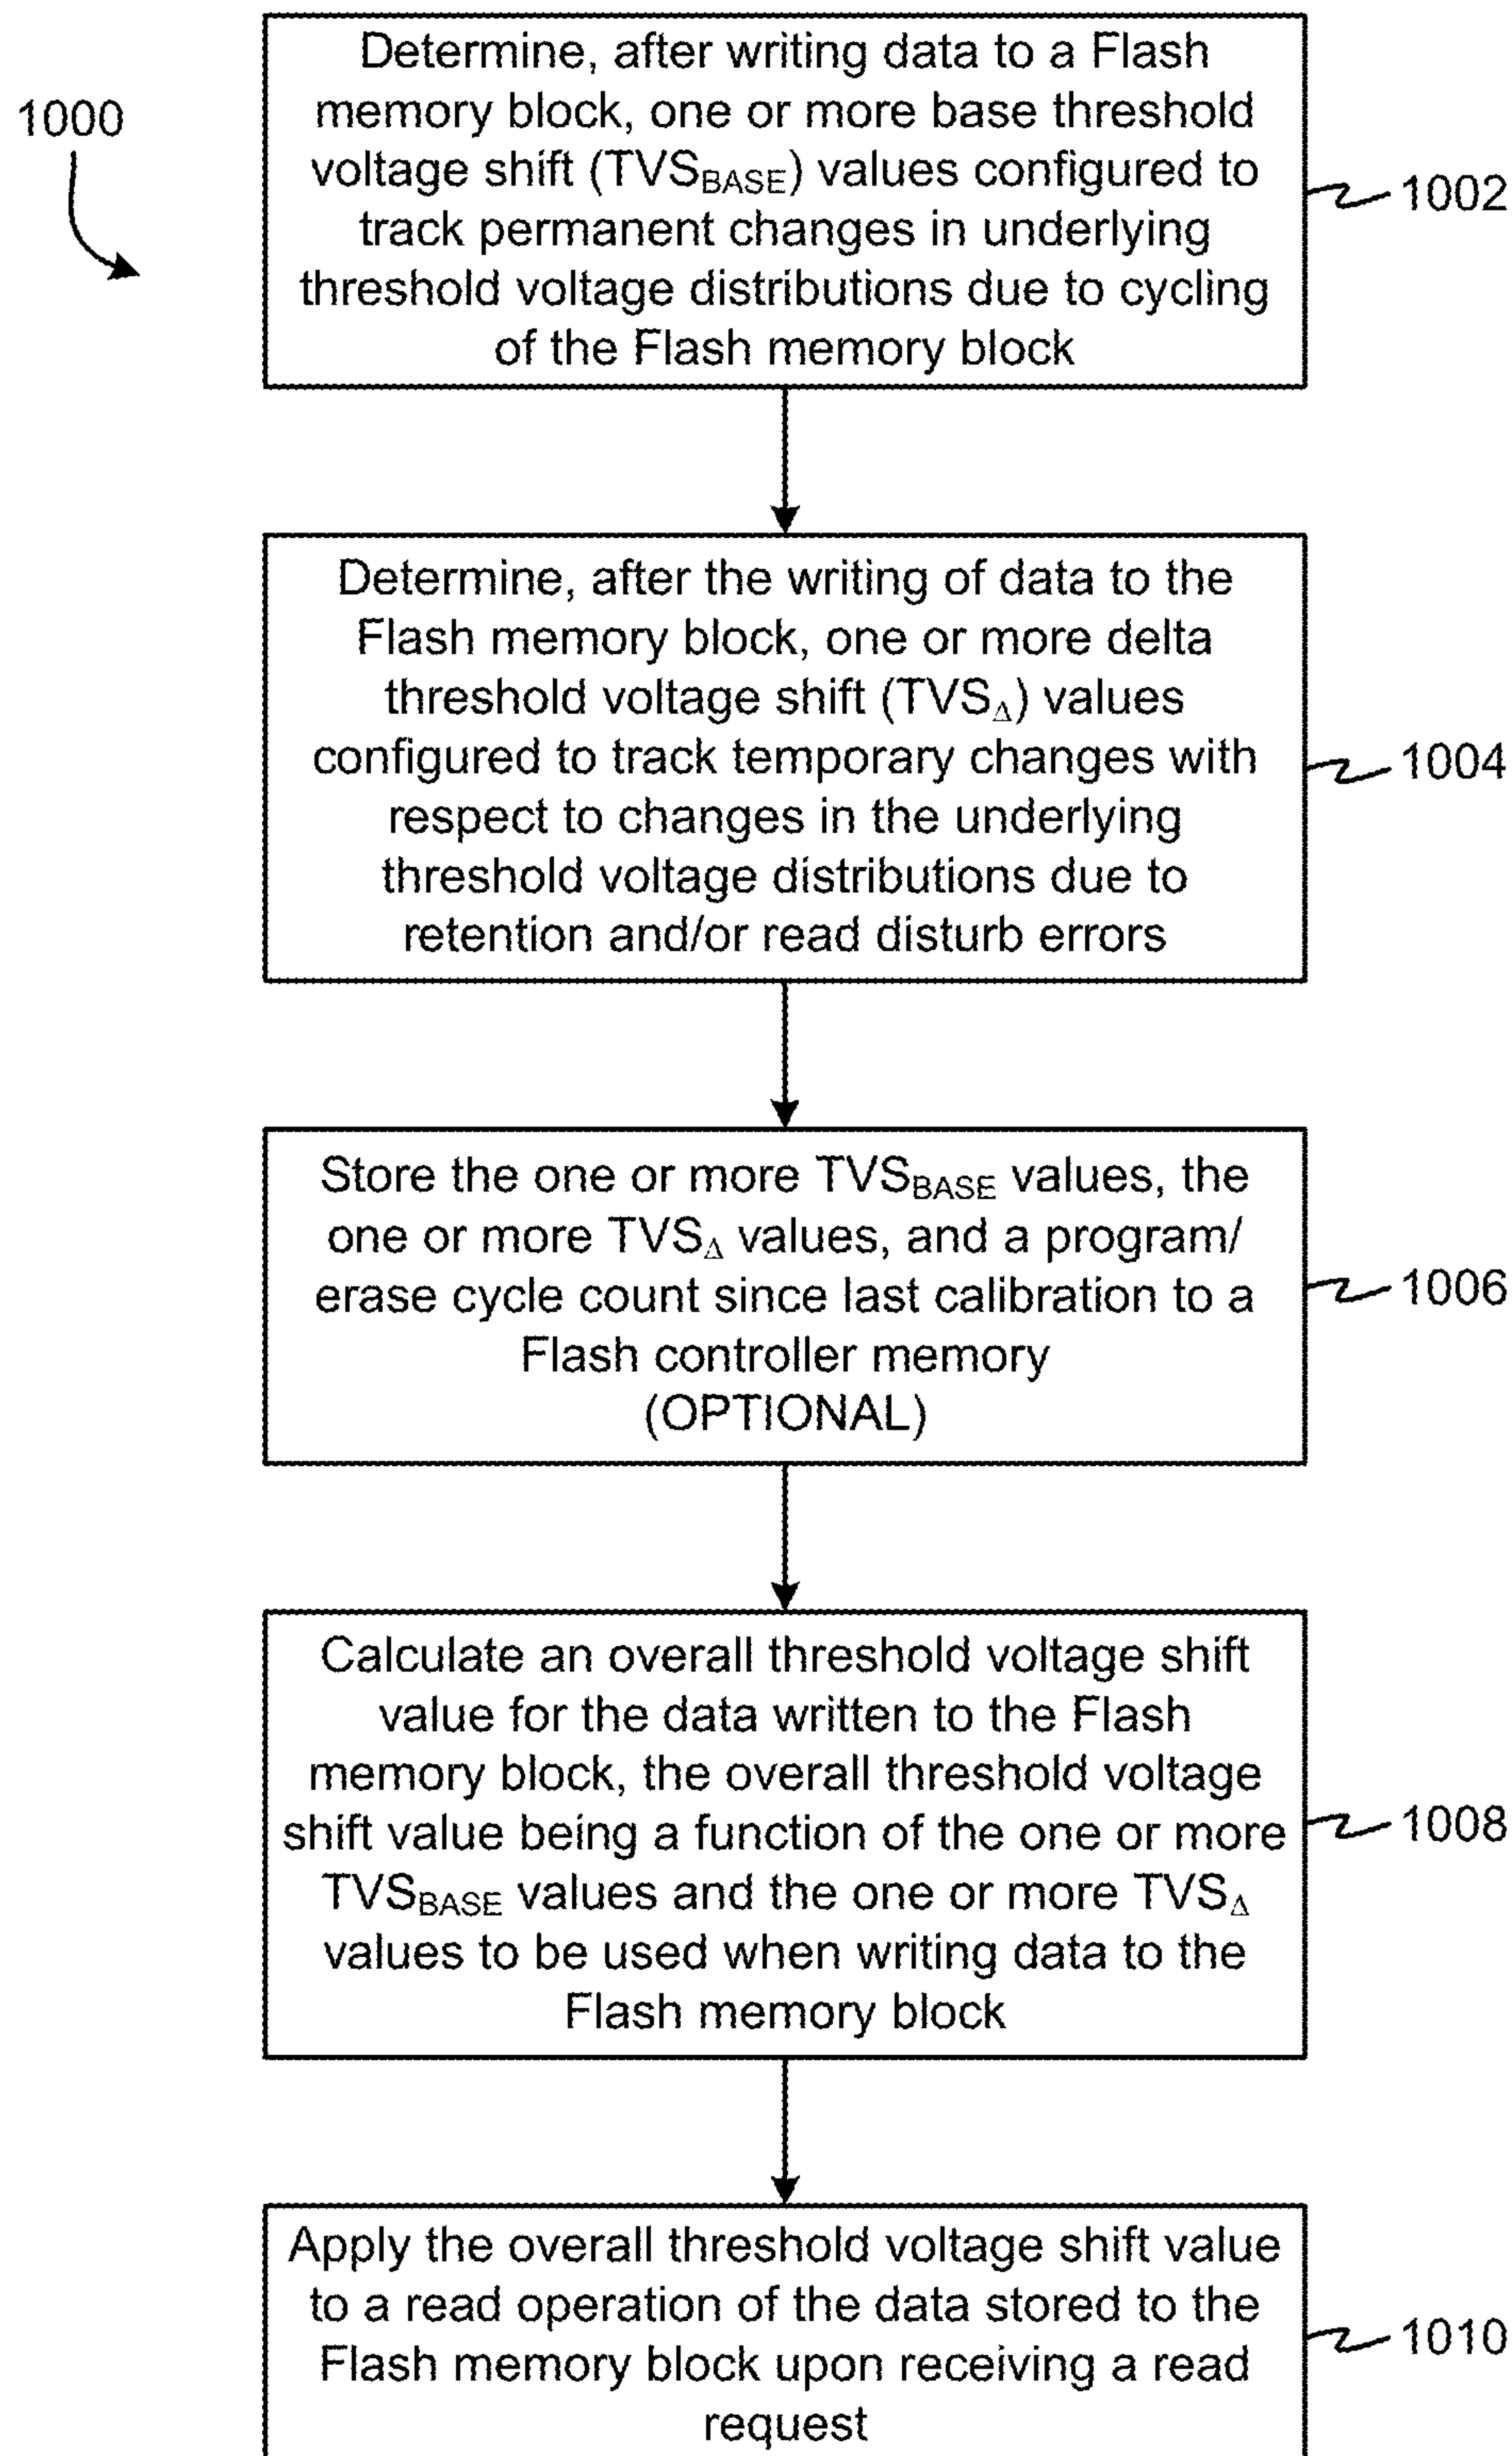 1000
Determine, after writing data to a Flash
memory block, one or more base threshold
voltage shift (TVSBASE) values configured to
track permanent changes in underlying
threshold voltage distributions due to cycling
of the Flash memory block
1002
Determine, after the writing of data to the
Flash memory block, one or more delta
threshold voltage shift (TVSΔ) values
configured to track temporary changes with
respect to changes in the underlying
threshold voltage distributions due to
retention and/or read disturb errors
1004
Store the one or more TVSBASE values, the
one or more TVSΔ values, and a program/
erase cycle count since last calibration to a
Flash controller memory
(OPTIONAL)
1006
Calculate an overall threshold voltage shift
value for the data written to the Flash
memory block, the overall threshold voltage
shift value being a function of the one or more
TVSBASE values and the one or more TVSΔ
values to be used when writing data to the
Flash memory block
1008
Apply the overall threshold voltage shift value
to a read operation of the data stored to the
Flash memory block upon receiving a read
request
1010